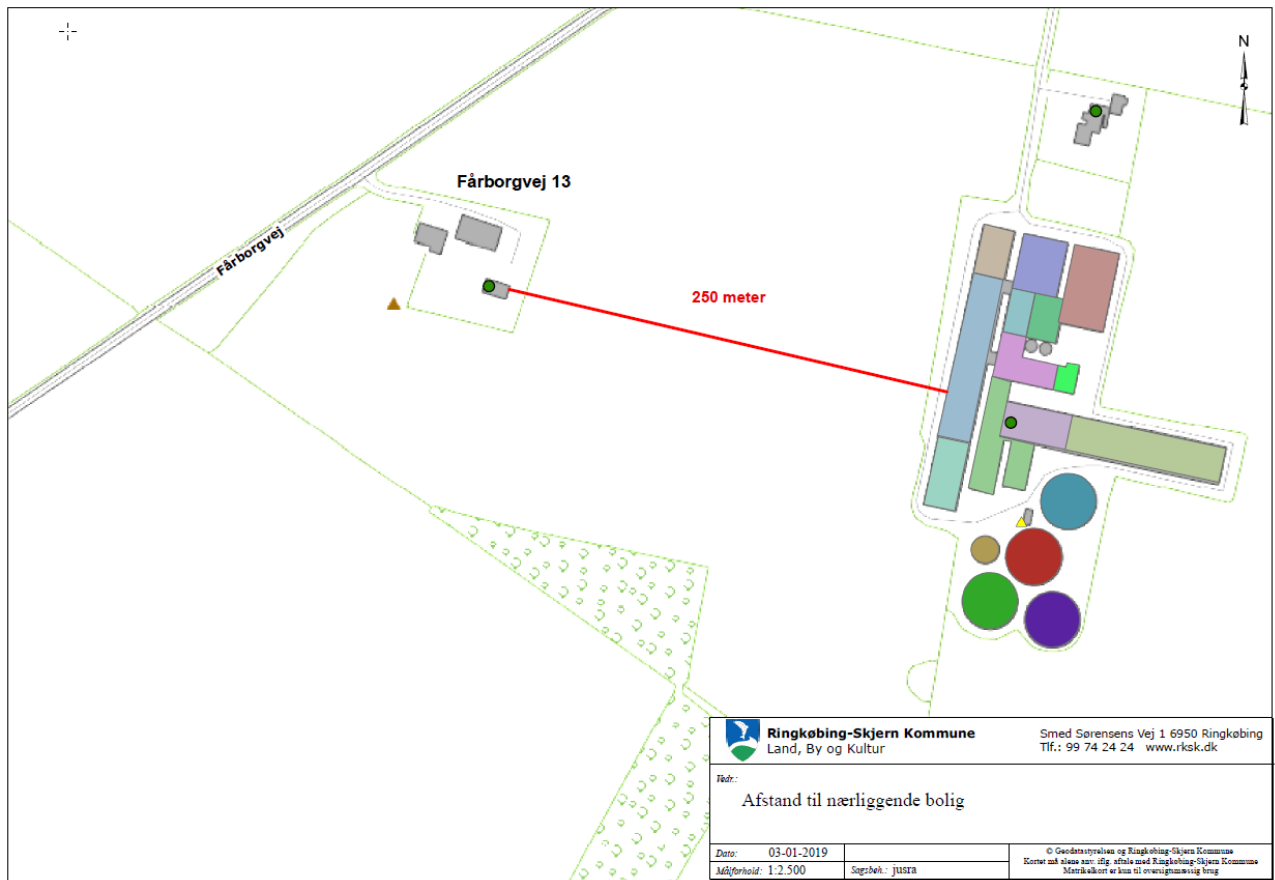 N
Fårborgvej 13
Fårborgvej
250 meter
Ringkøbing-Skjern Kommune
Land, By og Kultur
Smed Sørensens Vej 1 6950 Ringkøbing
Tlf.: 99 74 24 24 www.rksk.dk
Vedr.:
Afstand til nærliggende bolig
Dato: 03-01-2019
Målforhold: 1:2.500
Sagsbeh.: jusra
© Geodatastyrelsen og Ringkøbing-Skjern Kommune
Kortet må alene anv. iflg. aftale med Ringkøbing-Skjern Kommune
Matrikelkort er kun til oversigtsmæssig brug